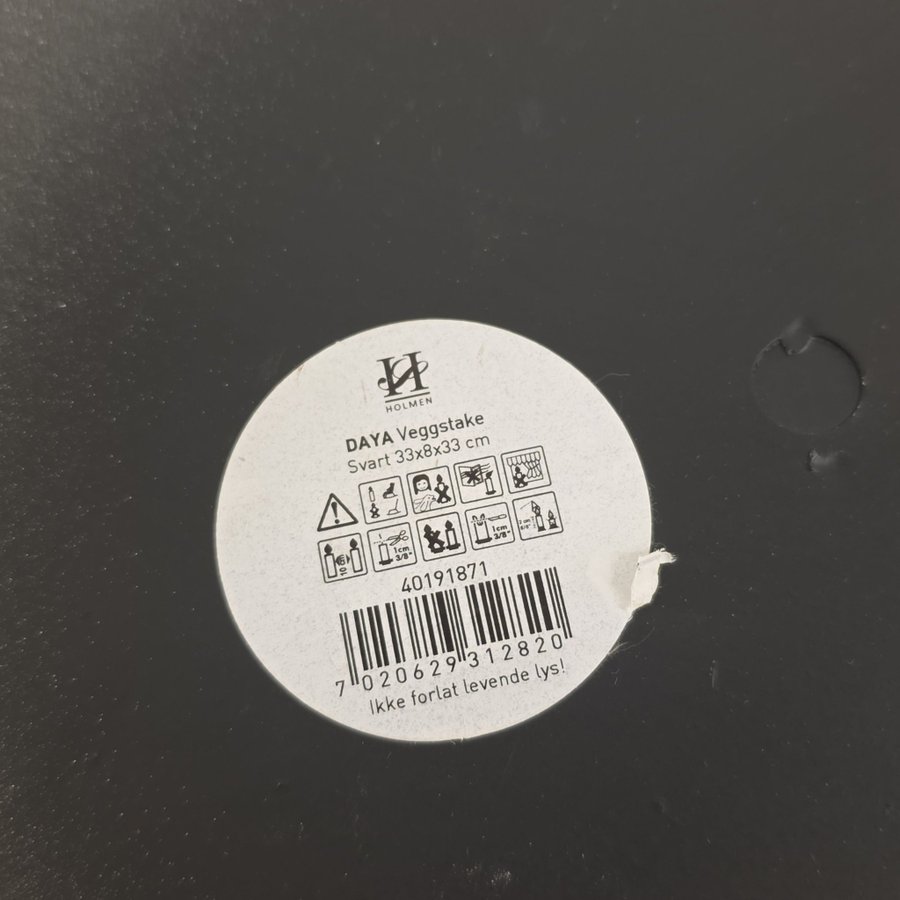 H
HOLMEN
DAYA Veggstake
Svart 33x8x33 cm
1cm
3/8"
1cm
3/8"
40191871
7 020629 312820
Ikke forlat levende lys!